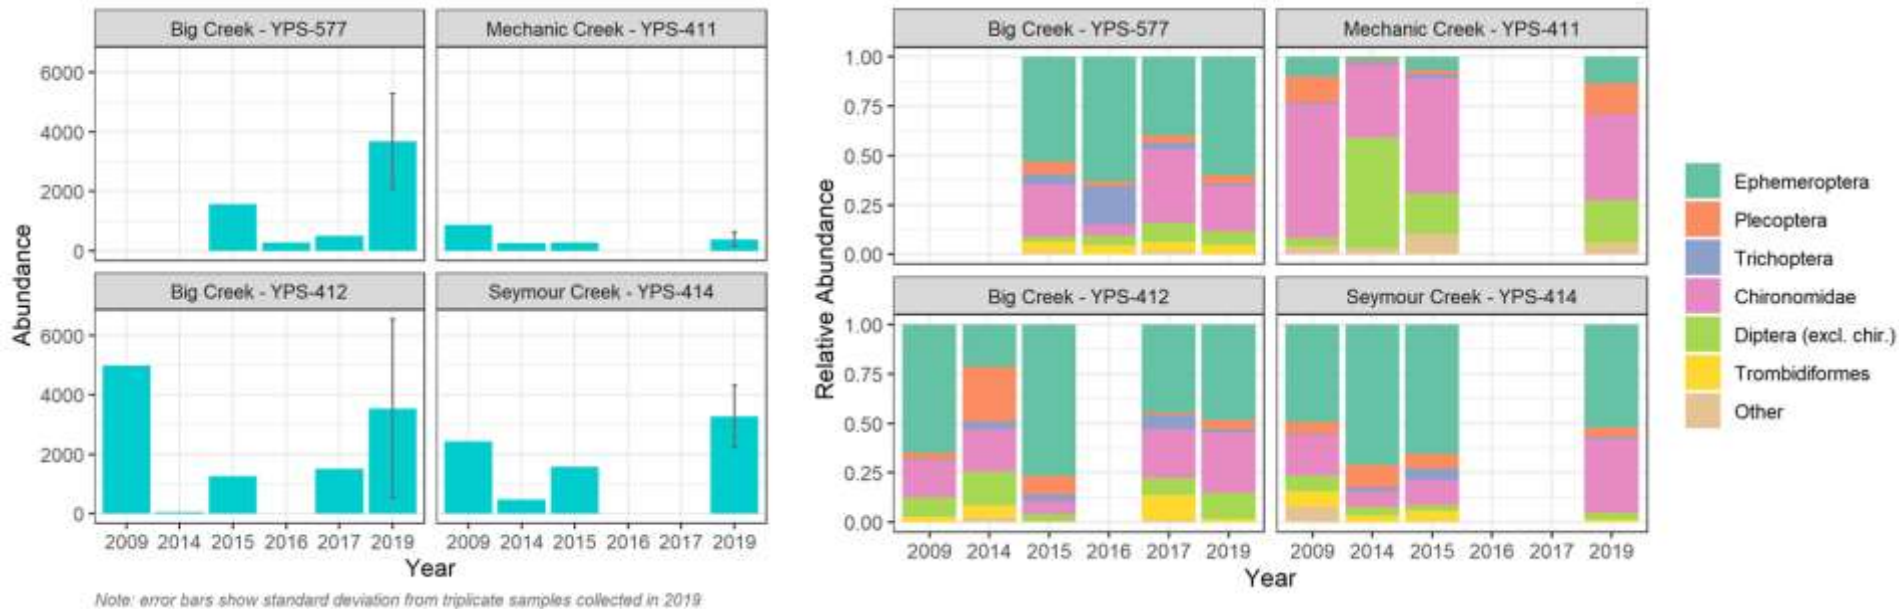 Big Creek - YPS-577
Mechanic Creek - YPS-411
6000
4000
2000
0
Big Creek - YPS-412
Seymour Creek - YPS-414
6000
4000
2000
0
Abundance
2009 2014 2015 2016 2017 2019
2009 2014 2015 2016 2017 2019
Year
Note: error bars show standard deviation from triplicate samples collected in 2019
Big Creek - YPS-577
Mechanic Creek - YPS-411
1.00
0.75
0.50
0.25
0.00
Big Creek - YPS-412
Seymour Creek - YPS-414
1.00
0.75
0.50
0.25
0.00
Relative Abundance
2009 2014 2015 2016 2017 2019
2009 2014 2015 2016 2017 2019
Year
Ephemeroptera
Plecoptera
Trichoptera
Chironomidae
Diptera (excl. chir.)
Trombidiformes
Other